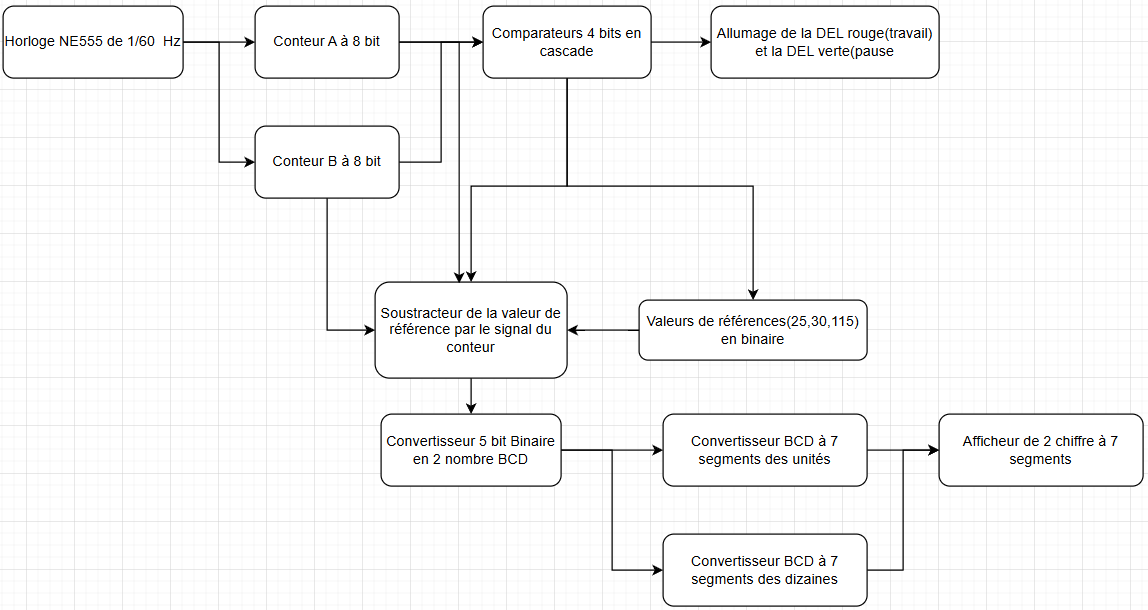 Horloge NE555 de 1/60  Hz
Conteur A à 8 bit
Comparateurs 4 bits en
cascade
Allumage de la DEL rouge(travail)
et la DEL verte(pause
Conteur B à 8 bit
Soustracteur de la valeur de
référence par le signal du
conteur
Valeurs de références(25,30,115)
en binaire
Convertisseur 5 bit Binaire
en 2 nombre BCD
Convertisseur BCD à 7
segments des unités
Afficheur de 2 chiffre à 7
segments
Convertisseur BCD à 7
segments des dizaines